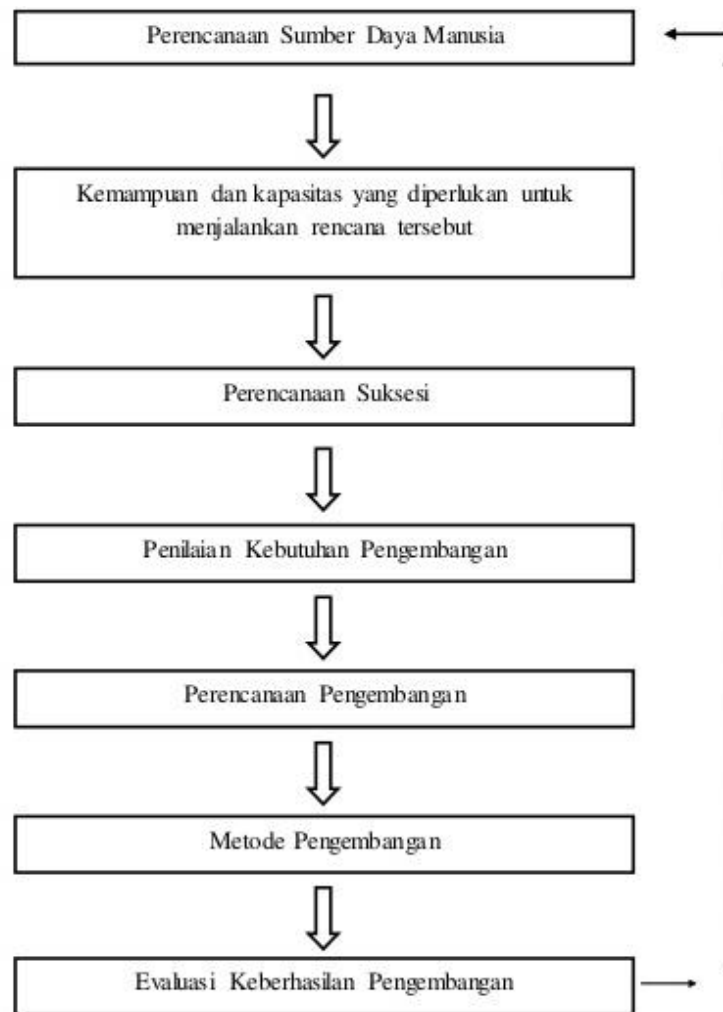 Perencanaan Sumber Daya Manusia
Kemampuan dan kapasitas yang diperlukan untuk
menjalankan rencana tersebut
Perencanaan Suksesi
Penilaian Kebutuhan Pengembangan
Perencanaan Pengembangan
Metode Pengembangan
Evaluasi Keberhasilan Pengembangan